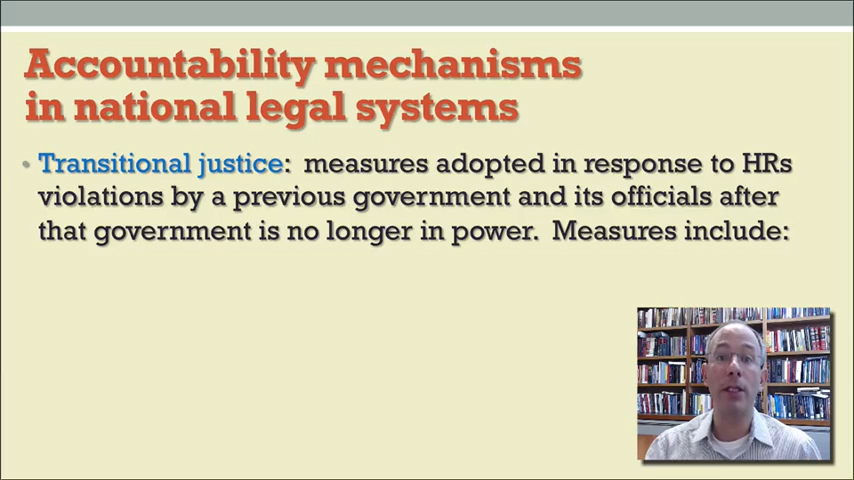 Accountability mechanisms
in national legal systems
• Transitional justice: measures adopted in response to HRs
violations by a previous government and its officials after
that government is no longer in power. Measures include: